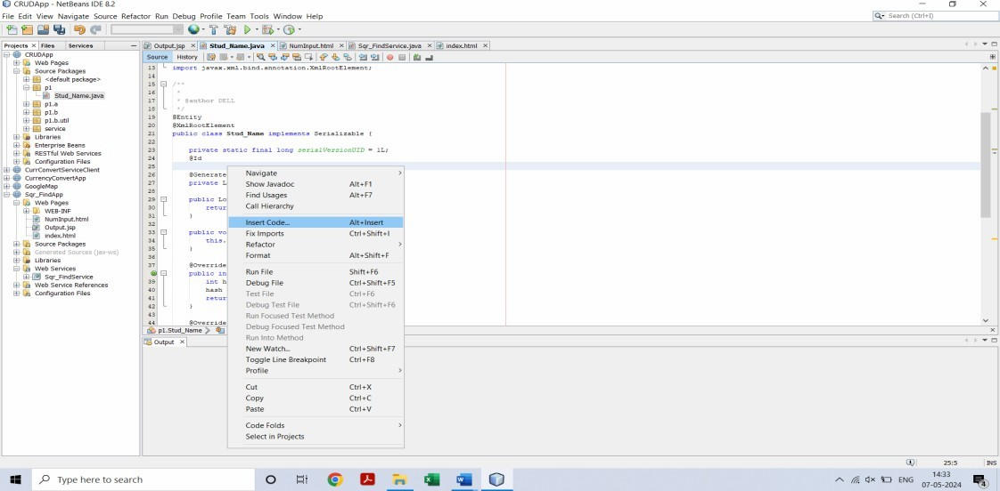 CRUDApp - NetBeans IDE 8.2
File Edit View Navigate Source Refactor Run Debug Profile Team Tools Window Help
Search (Ctrl+I)
Projects Files Services
Output.jsp Stud_Name.java NumInput.html Sqr_FindService.java index.html
Source History
CRUDApp
Web Pages
Source Packages
<default package>
p1
Stud_Name.java
p1.a
p1.b
p1.b.util
service
Libraries
Enterprise Beans
RESTful Web Services
Configuration Files
CurrConvertServiceClient
CurrencyConvertApp
GoogleMap
Sqr_FindApp
Web Pages
WEB-INF
NumInput.html
Output.jsp
index.html
Source Packages
Generated Sources (jax-ws)
Libraries
Web Services
Sqr_FindService
Web Service References
Configuration Files
13 import javax.xml.bind.annotation.XmlRootElement;
14
15 /**
16 *
17 * @author DELL
18 */
19 @Entity
20 @XmlRootElement
21 public class Stud_Name implements Serializable {
22
23 private static final long serialVersionUID = 1L;
24 @Id
25
26 @Generate
27 private L
28
29 public Lo
30 retur
31 }
32
33 public vo
34 this.
35 }
36
37 @Override
public in
39 int h
40 hash
41 retur
42 }
43
44 @Override
Navigate
Show Javadoc Alt+F1
Find Usages Alt+F7
Call Hierarchy
Insert Code... Alt+Insert
Fix Imports Ctrl+Shift+I
Refactor
Format Alt+Shift+F
Run File Shift+F6
Debug File Ctrl+Shift+F5
Test File Ctrl+F6
Debug Test File Ctrl+Shift+F6
Run Focused Test Method
Debug Focused Test Method
Run Into Method
New Watch... Ctrl+Shift+F7
Toggle Line Breakpoint Ctrl+F8
Profile
Cut Ctrl+X
Copy Ctrl+C
Paste Ctrl+V
Code Folds
Select in Projects
p1.Stud_Name
Output
25:5 INS
Type here to search
ENG
14:33
07-05-2024
4